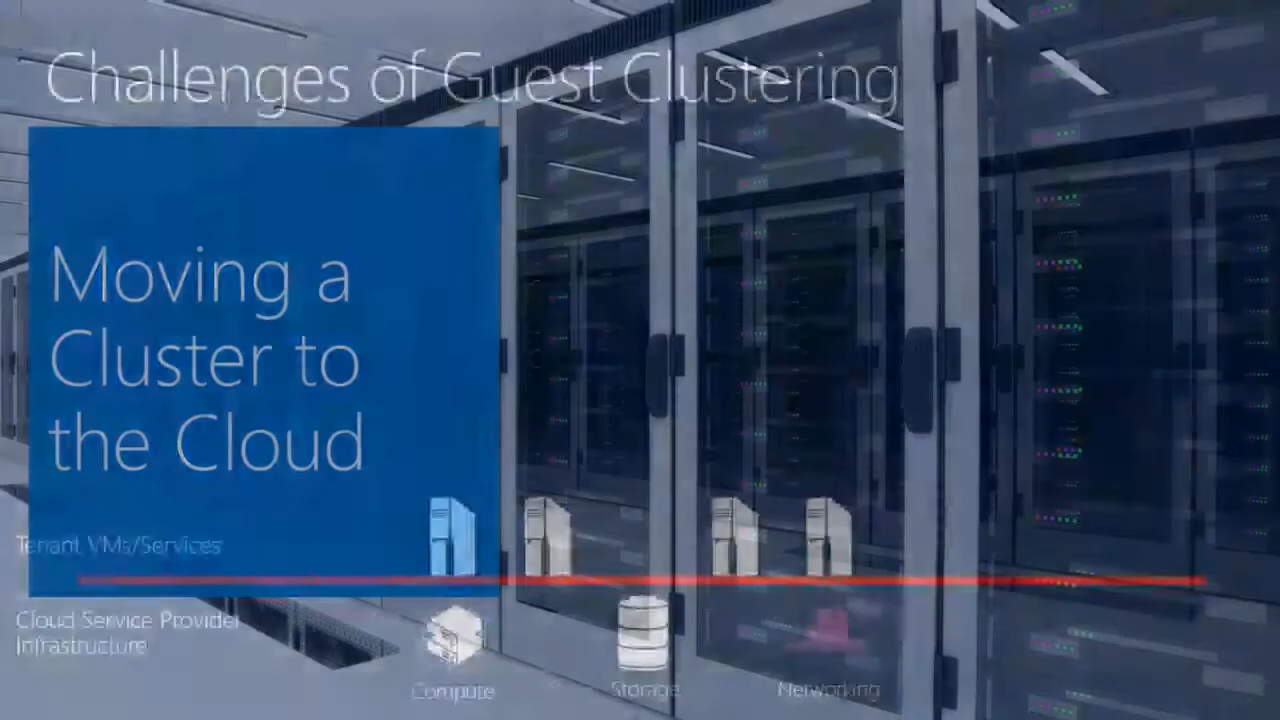 Challenges of Guest Clustering
Moving a
Cluster to
the Cloud
Tenant VMs/Services
Cloud Service Provider
Infrastructure
Compute
Storage
Networking